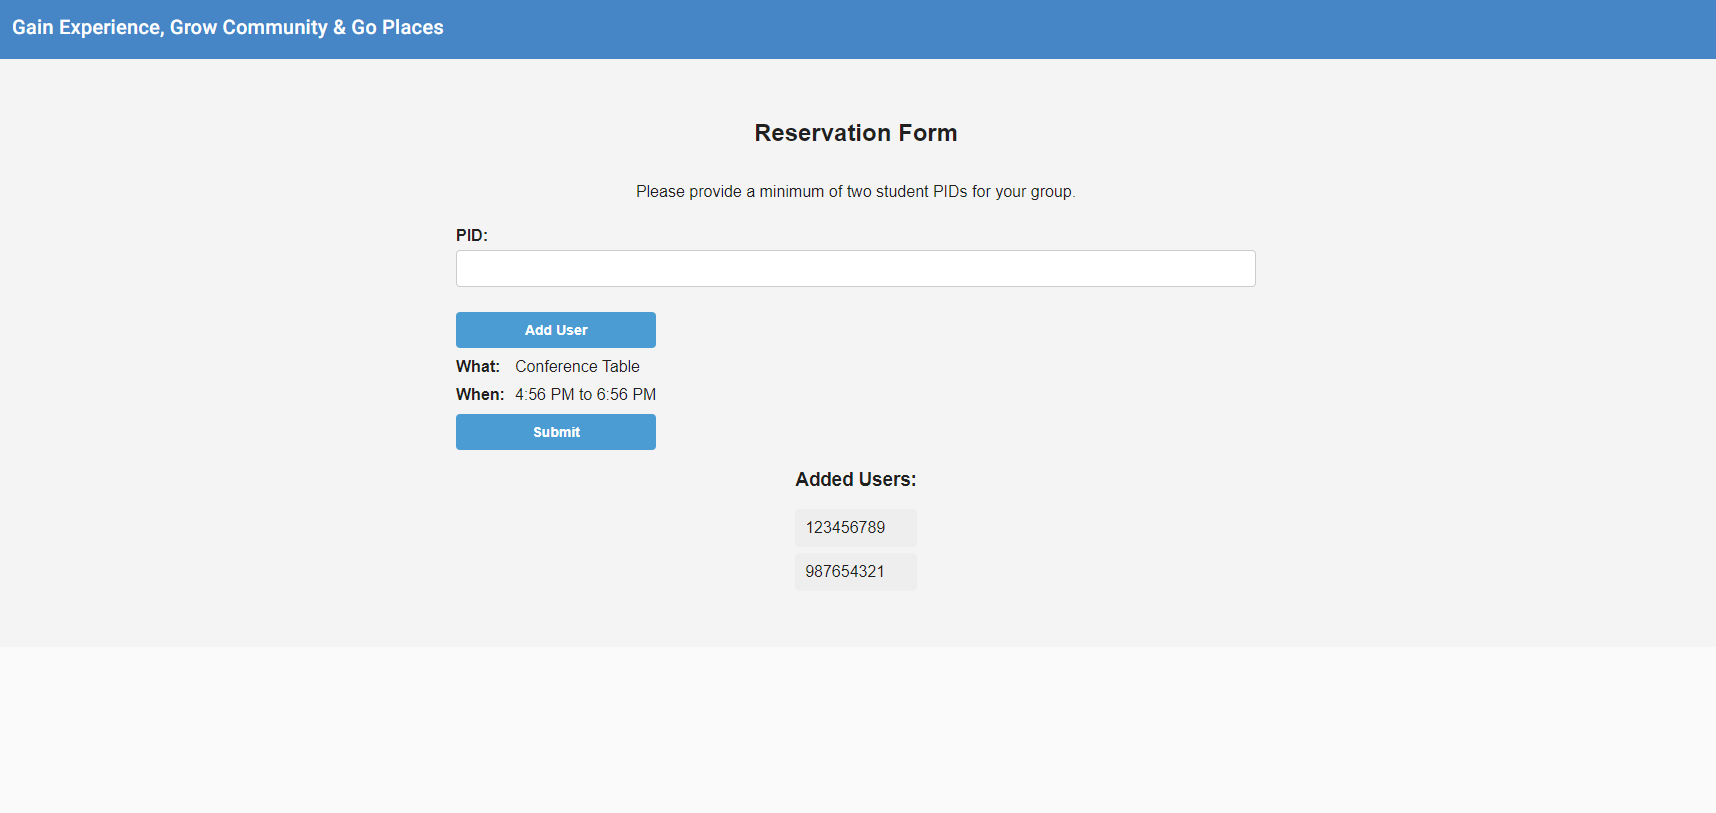 Gain Experience, Grow Community & Go Places
Reservation Form
Please provide a minimum of two student PIDs for your group.
PID:
Add User
What: Conference Table
When: 4:56 PM to 6:56 PM
Submit
Added Users:
123456789
987654321